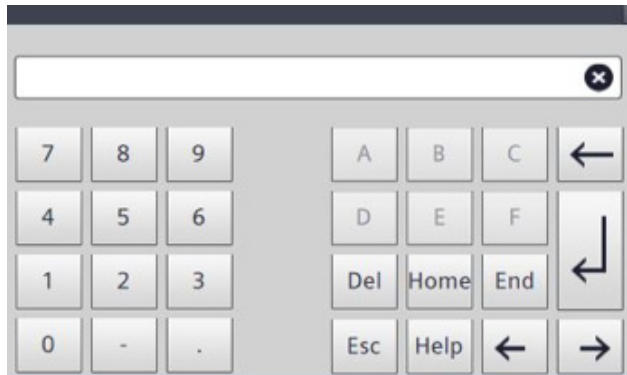 7 8 9 A B C ←
4 5 6 D E F ↵
1 2 3 Del Home End
0 - . Esc Help ← →